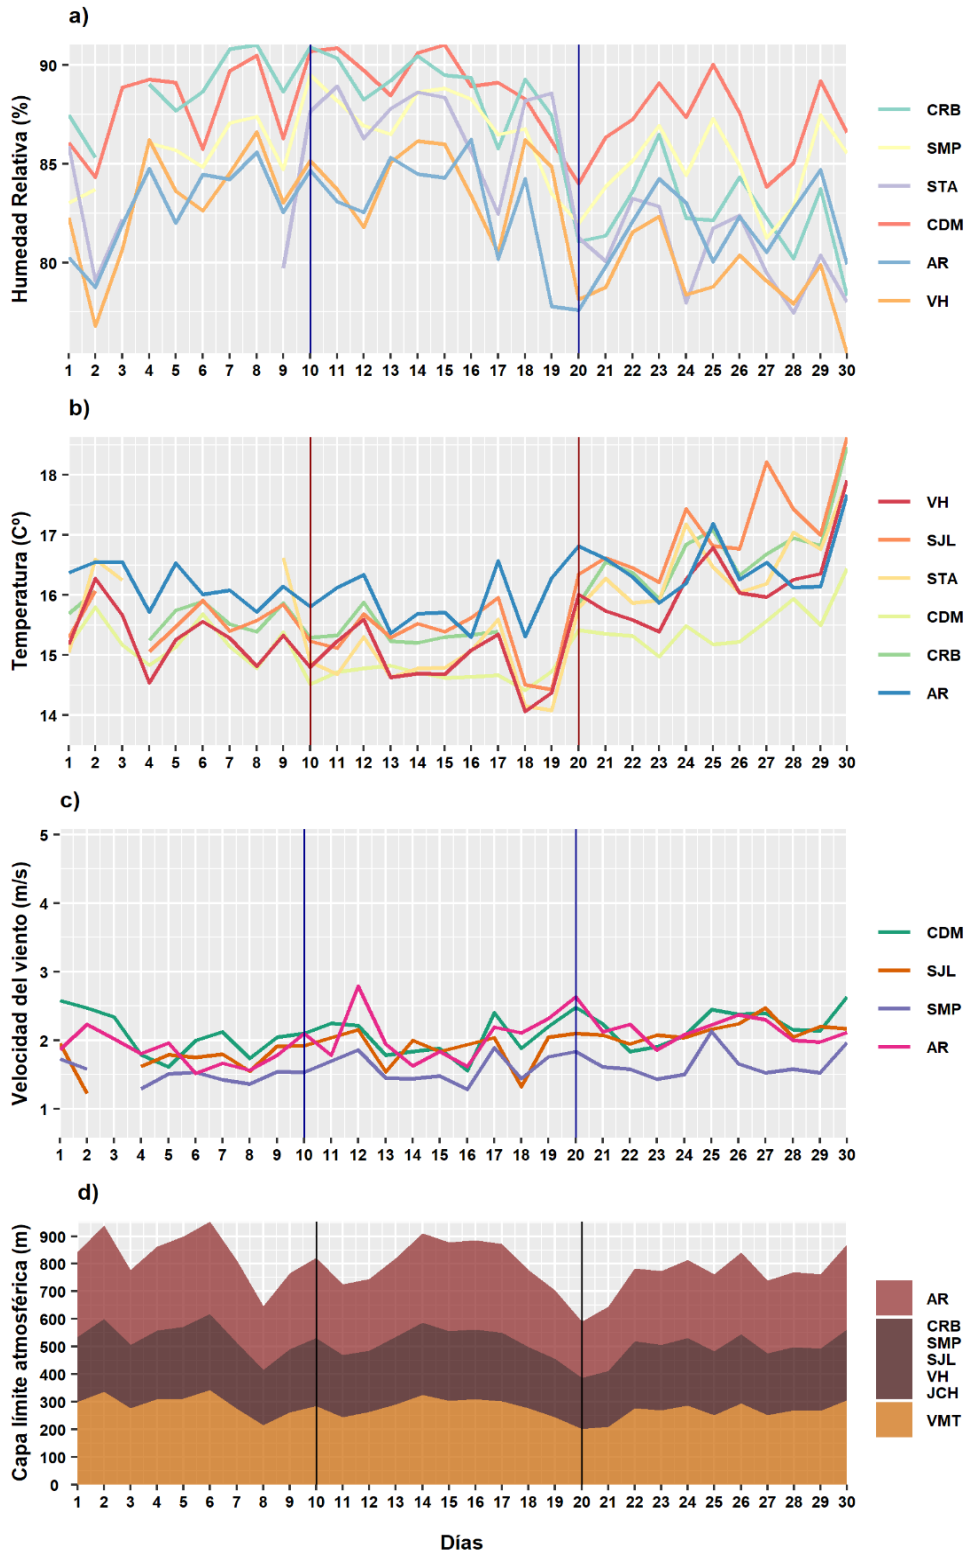 a)
Humedad Relativa (%)
90
85
80
1 2 3 4 5 6 7 8 9 10 11 12 13 14 15 16 17 18 19 20 21 22 23 24 25 26 27 28 29 30
CRB
SMP
STA
CDM
AR
VH
b)
Temperatura (Cº)
18
17
16
15
14
1 2 3 4 5 6 7 8 9 10 11 12 13 14 15 16 17 18 19 20 21 22 23 24 25 26 27 28 29 30
VH
SJL
STA
CDM
CRB
AR
c)
Velocidad del viento (m/s)
5
4
3
2
1
1 2 4 5 6 7 8 9 10 11 12 13 14 15 16 17 18 19 20 21 22 23 24 25 26 27 28 29 30
CDM
SJL
SMP
AR
d)
Capa límite atmosférica (m)
900
800
700
600
500
400
300
200
100
0
1 2 3 4 5 6 7 8 9 10 11 12 13 14 15 16 17 18 19 20 21 22 23 24 25 26 27 28 29 30
Días
AR
CRB
SMP
SJL
VH
JCH
VMT